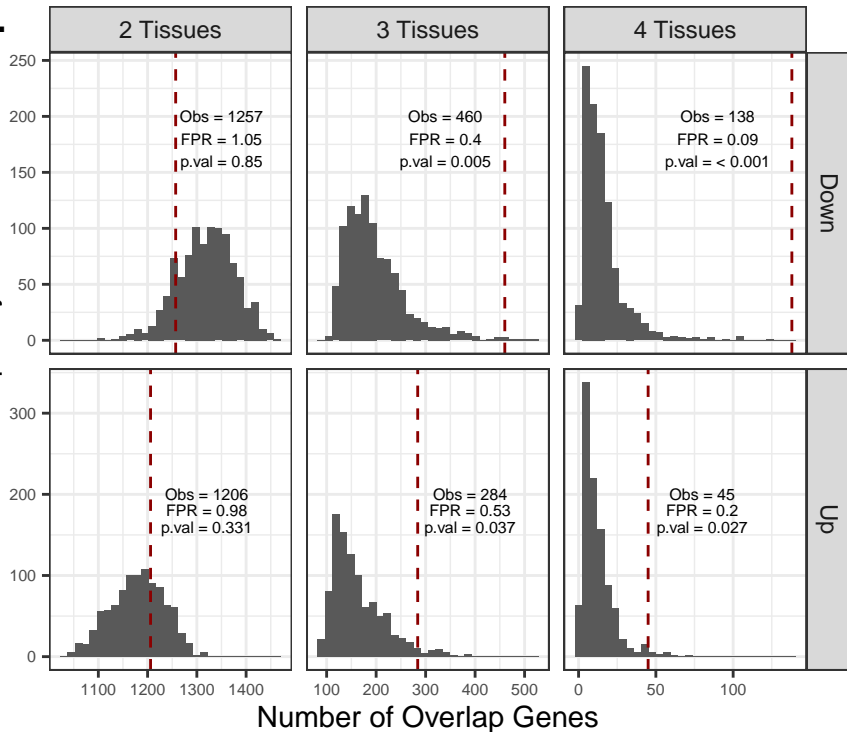 2 Tissues
3 Tissues
4 Tissues
250
200
150
100
50
0
Obs = 1257
FPR = 1.05
p.val = 0.85
Obs = 460
FPR = 0.4
p.val = 0.005
Obs = 138
FPR = 0.09
p.val = < 0.001
Down
300
200
100
0
Obs = 1206
FPR = 0.98
p.val = 0.331
Obs = 284
FPR = 0.53
p.val = 0.037
Obs = 45
FPR = 0.2
p.val = 0.027
Up
1100 1200 1300 1400
100 200 300 400 500
0 50 100
Number of Overlap Genes